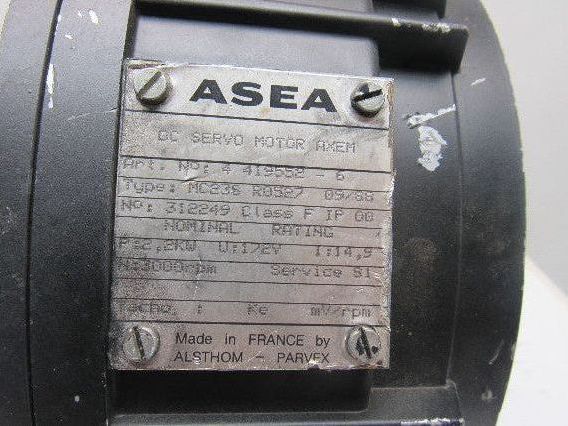 ASEA
DC SERVO MOTOR AXEM
Art. Nº: 4 419552 - 6
Type: MC23S R0327 09/88
Nº: 312249 Class F IP 00
NOMINAL RATING
P:2,2KW U:172V I:14,9
N:3000rpm Service S1
Tacho. : Ke mV/rpm
Made in FRANCE by
ALSTHOM - PARVEX